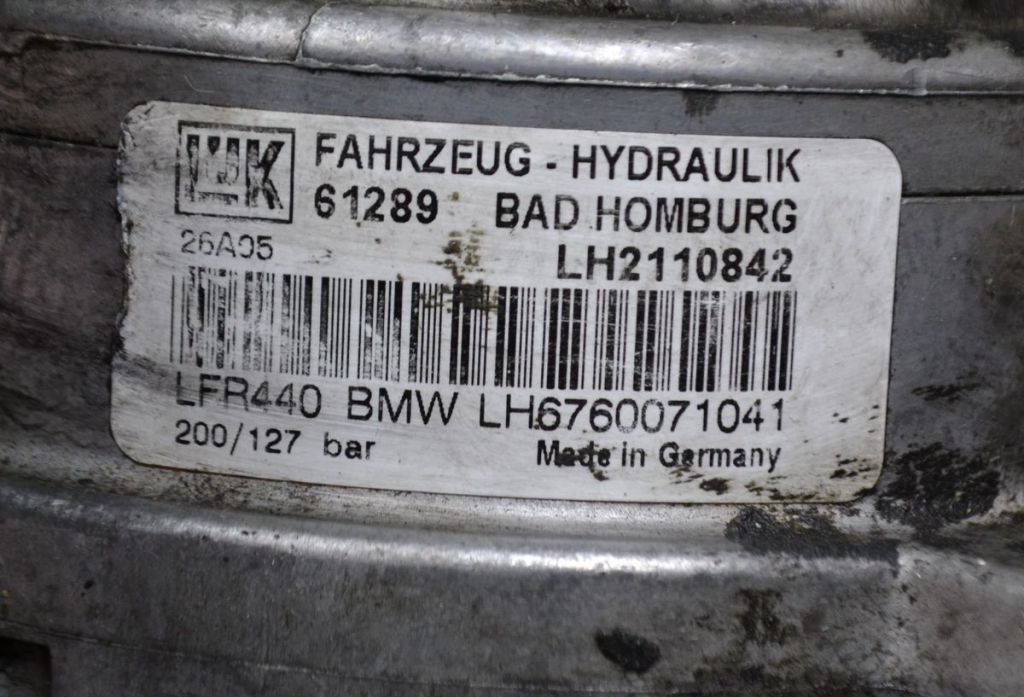 LuK FAHRZEUG - HYDRAULIK
61289 BAD HOMBURG
26A05 LH2110842
LFR440 BMW LH6760071041
200/127 bar Made in Germany